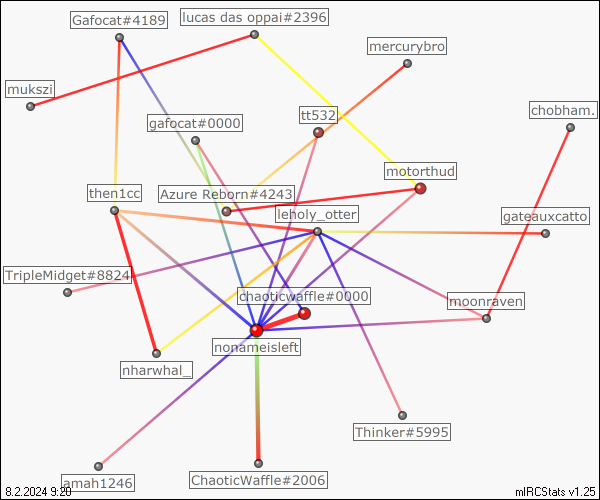 Gafocat#4189
lucas das oppai#2396
mercurybro
mukszi
chobham.
gafocat#0000
tt532
motorthud
then1cc
Azure Reborn#4243
leholy_otter
gateauxcatto
TripleMidget#8824
chaoticwaffle#0000
moonraven
nonameisleft
nharwhal_
Thinker#5995
amah1246
ChaoticWaffle#2006
8.2.2024 9:20
mIRCStats v1.25